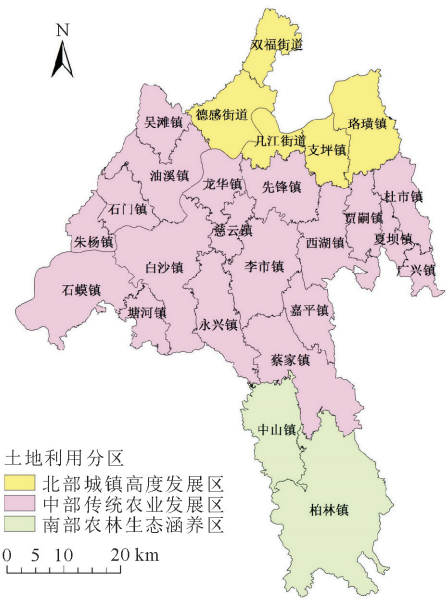 双福街道
N
德感街道
珞璜镇
吴滩镇
几江街道
支坪镇
油溪镇
龙华镇
先锋镇
杜市镇
石门镇
贾嗣镇
慈云镇
朱杨镇
西湖镇
夏坝镇
白沙镇
李市镇
广兴镇
石蟆镇
塘河镇
永兴镇
嘉平镇
蔡家镇
中山镇
柏林镇
土地利用分区
北部城镇高度发展区
中部传统农业发展区
南部农林生态涵养区
0 5 10 20 km